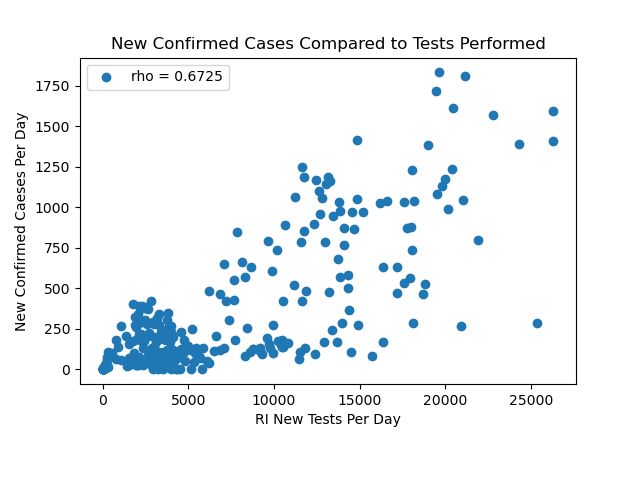 New Confirmed Cases Compared to Tests Performed
rho = 0.6725
1750
1500
1250
1000
750
500
250
0
New Confirmed Caeses Per Day
0 5000 10000 15000 20000 25000
RI New Tests Per Day